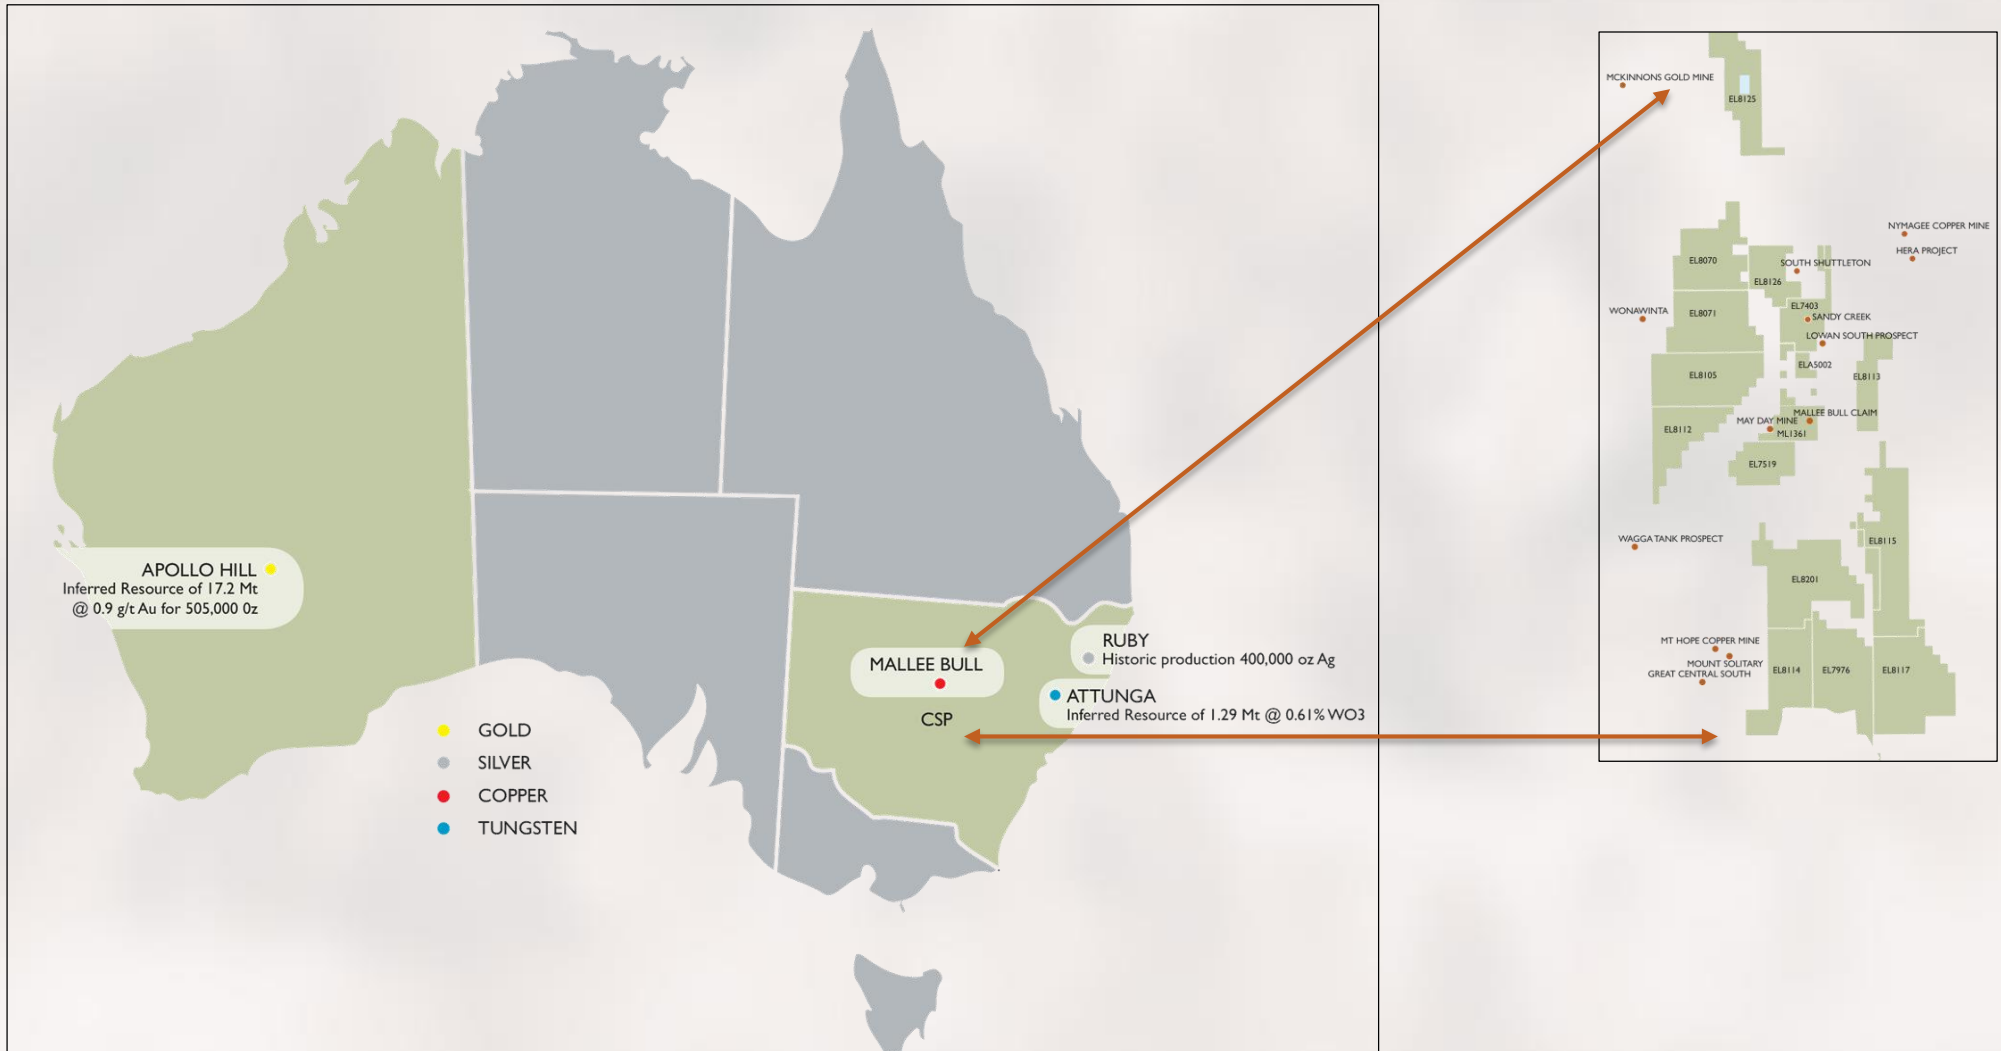 APOLLO HILL
Inferred Resource of 17.2 Mt
@ 0.9 g/t Au for 505,000 0z
MALLEE BULL
CSP
RUBY
Historic production 400,000 oz Ag
ATTUNGA
Inferred Resource of 1.29 Mt @ 0.61% WO3
GOLD
SILVER
COPPER
TUNGSTEN
MCKINNONS GOLD MINE
EL8125
NYMAGEE COPPER MINE
HERA PROJECT
EL8070
SOUTH SHUTTLETON
EL8126
EL7403
WONAWINTA
EL8071
SANDY CREEK
LOWAN SOUTH PROSPECT
ELA5002
EL8105
EL8113
MALLEE BULL CLAIM
MAY DAY MINE
EL8112
ML1361
EL7519
WAGGA TANK PROSPECT
EL8115
EL8201
MT HOPE COPPER MINE
MOUNT SOLITARY
GREAT CENTRAL SOUTH
EL8114
EL7976
EL8117